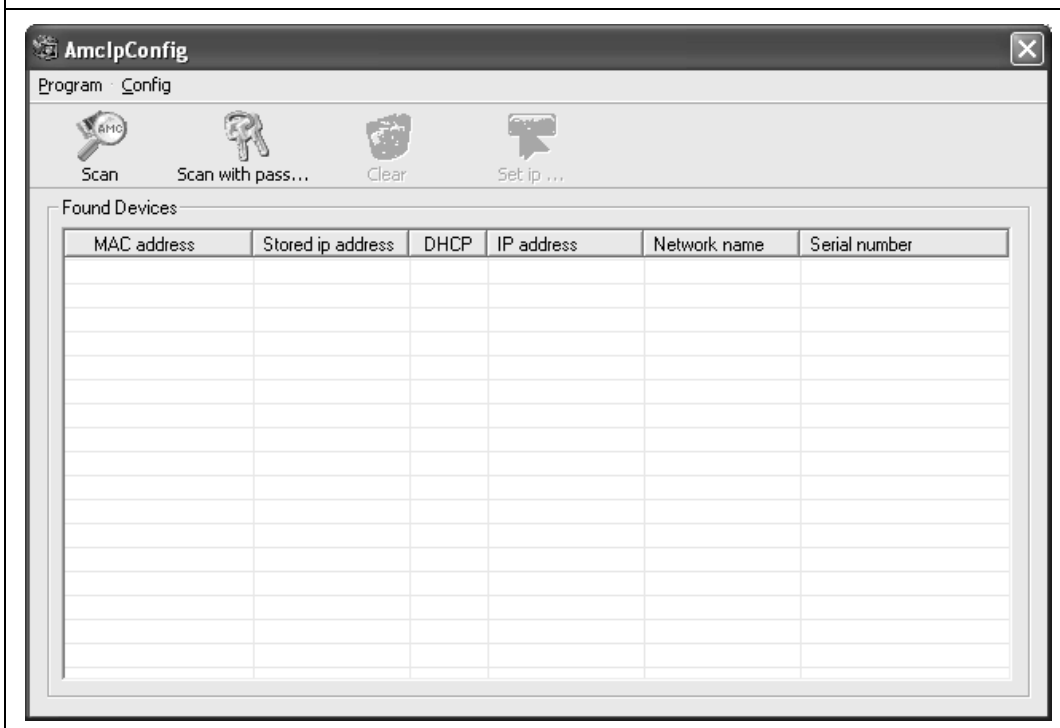 AmcIpConfig
Program Config
AMC
Scan Scan with pass... Clear Set ip ...
Found Devices
MAC address Stored ip address DHCP IP address Network name Serial number